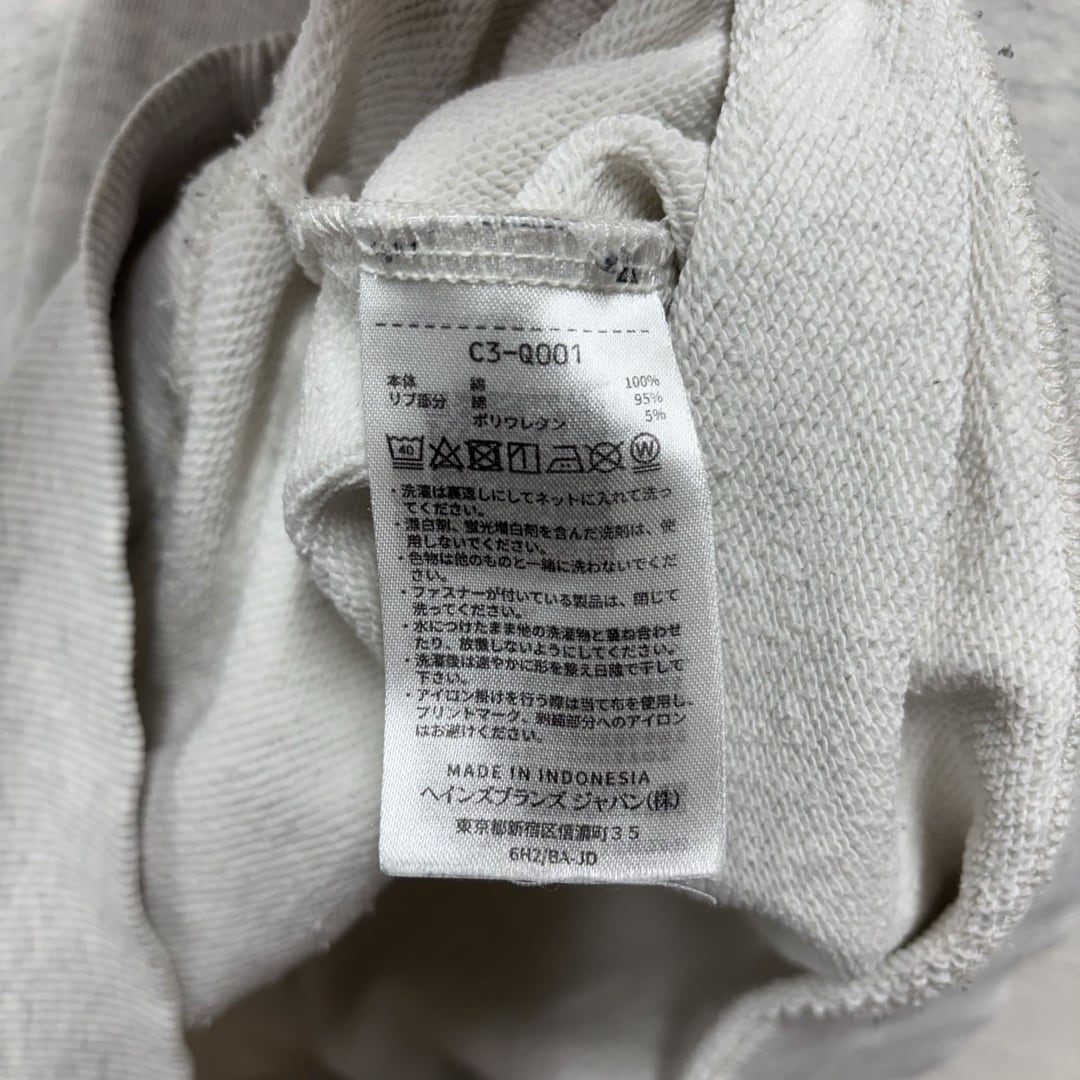 C3-Q001
本体 綿 100%
リブ部分 綿 95%
ポリウレタン 5%
40
W
・洗濯は裏返しにしてネットに入れて洗っ
てください。
・漂白剤、蛍光増白剤を含んだ洗剤は、使
用しないでください。
・色物は他のものと一緒に洗わないでくだ
さい。
・ファスナーが付いている製品は、閉じて
洗ってください。
・水につけたまま他の洗濯物と重ね合わせ
たり、放置しないようにしてください。
・洗濯後は速やかに形を整え日陰で干して
下さい。
・アイロン掛けを行う際は当て布を使用し、
プリントマーク、刺繍部分へのアイロン
はお避けください。
MADE IN INDONESIA
ヘインズブランズ ジャパン(株)
東京都新宿区信濃町35
6H2/BA-JD